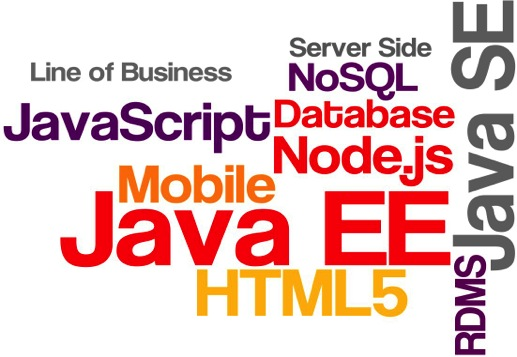 Server Side
Line of Business
NoSQL
JavaScript
Database
Node.js
Mobile
Java EE
HTML5
Java SE
RDMS